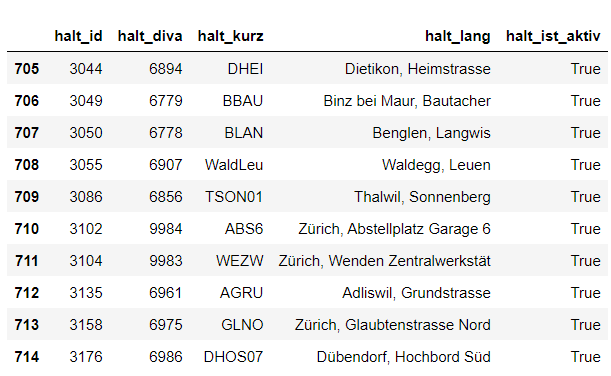 halt_id halt_diva halt_kurz halt_lang halt_ist_aktiv
705 3044 6894 DHEI Dietikon, Heimstrasse True
706 3049 6779 BBAU Binz bei Maur, Bautacher True
707 3050 6778 BLAN Benglen, Langwis True
708 3055 6907 WaldLeu Waldegg, Leuen True
709 3086 6856 TSON01 Thalwil, Sonnenberg True
710 3102 9984 ABS6 Zürich, Abstellplatz Garage 6 True
711 3104 9983 WEZW Zürich, Wenden Zentralwerkstät True
712 3135 6961 AGRU Adliswil, Grundstrasse True
713 3158 6975 GLNO Zürich, Glaubtenstrasse Nord True
714 3176 6986 DHOS07 Dübendorf, Hochbord Süd True